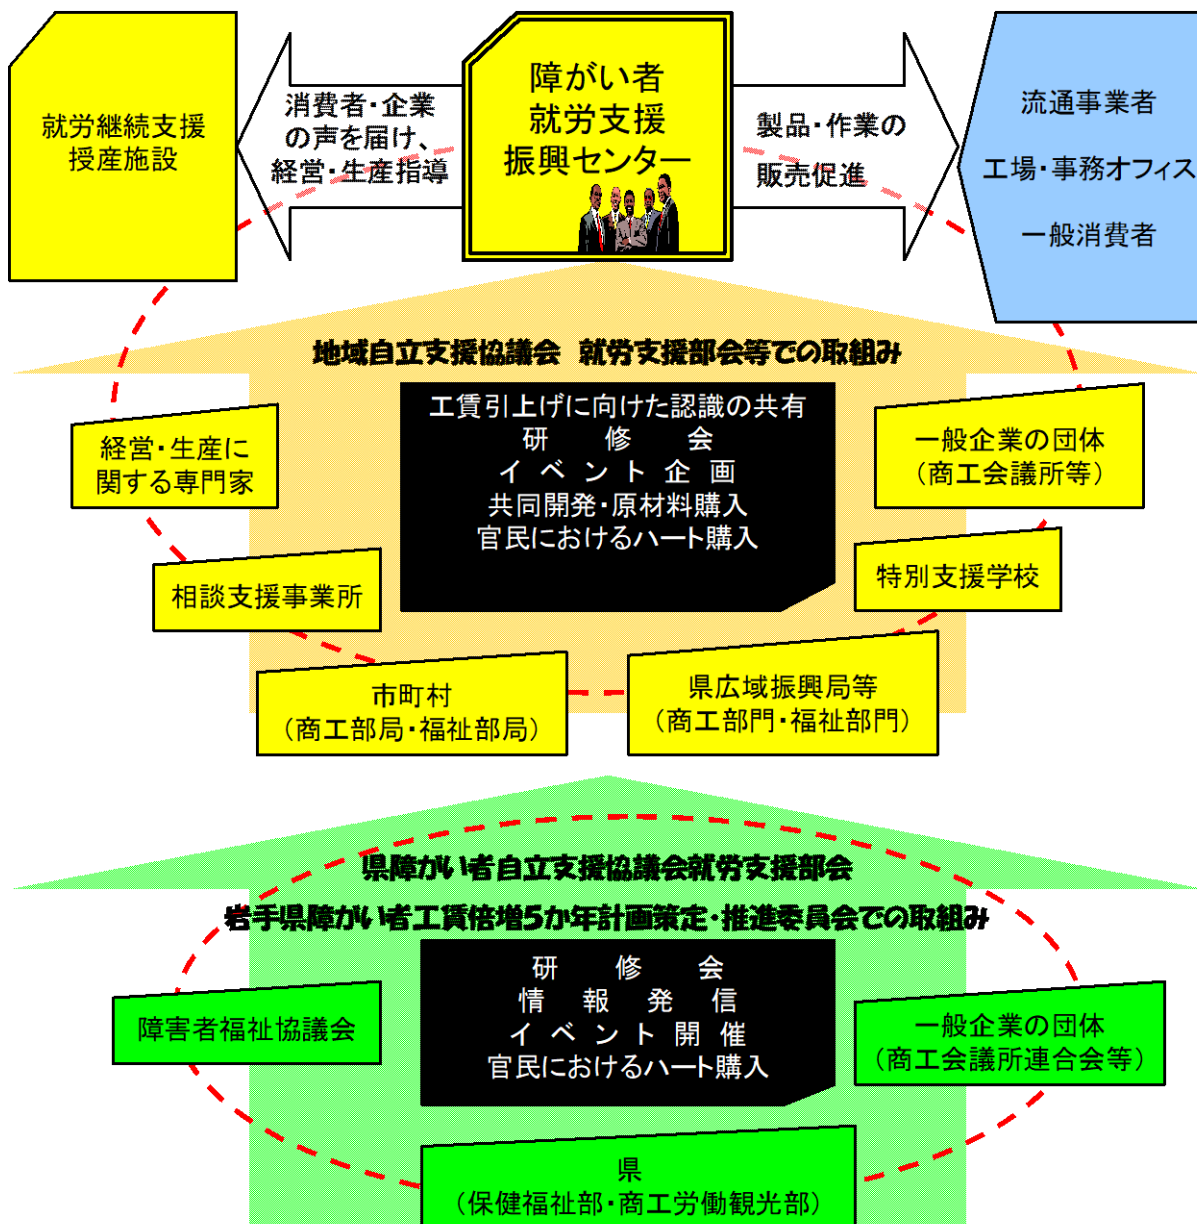 就労継続支援
授産施設
消費者・企業
の声を届け、
経営・生産指導
障がい者
就労支援
振興センター
製品・作業の
販売促進
流通事業者
工場・事務オフィス
一般消費者
地域自立支援協議会 就労支援部会等での取組み
工賃引上げに向けた認識の共有
研 修 会
イベント企画
共同開発・原材料購入
官民におけるハート購入
経営・生産に
関する専門家
一般企業の団体
（商工会議所等）
相談支援事業所
特別支援学校
市町村
（商工部局・福祉部局）
県広域振興局等
（商工部門・福祉部門）
県障がい者自立支援協議会就労支援部会
岩手県障がい者工賃倍増5か年計画策定・推進委員会での取組み
研 修 会
情 報 発 信
イベント開催
官民におけるハート購入
障害者福祉協議会
一般企業の団体
（商工会議所連合会等）
県
（保健福祉部・商工労働観光部）